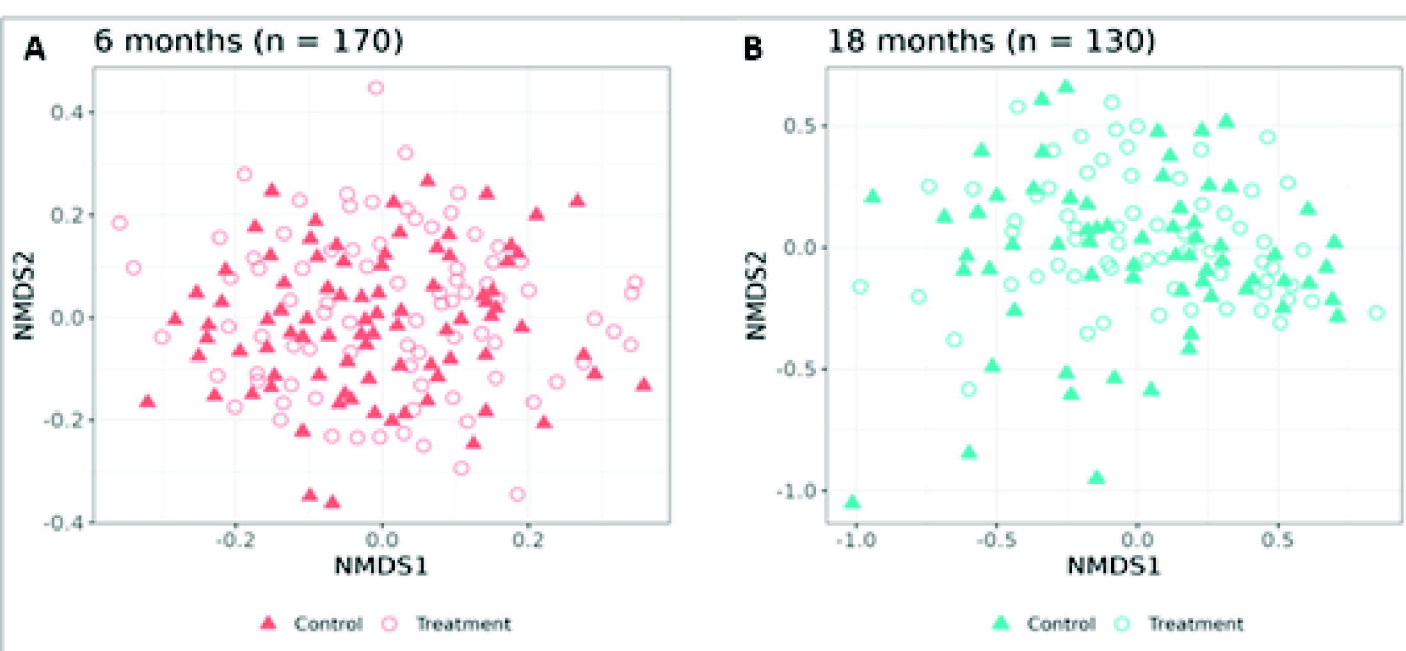 A 6 months (n = 170)
B 18 months (n = 130)
NMDS2
0.4
0.2
0.0
-0.2
-0.4
-0.2 0.0 0.2
NMDS1
Control Treatment
NMDS2
0.5
0.0
-0.5
-1.0
-1.0 -0.5 0.0 0.5
NMDS1
Control Treatment